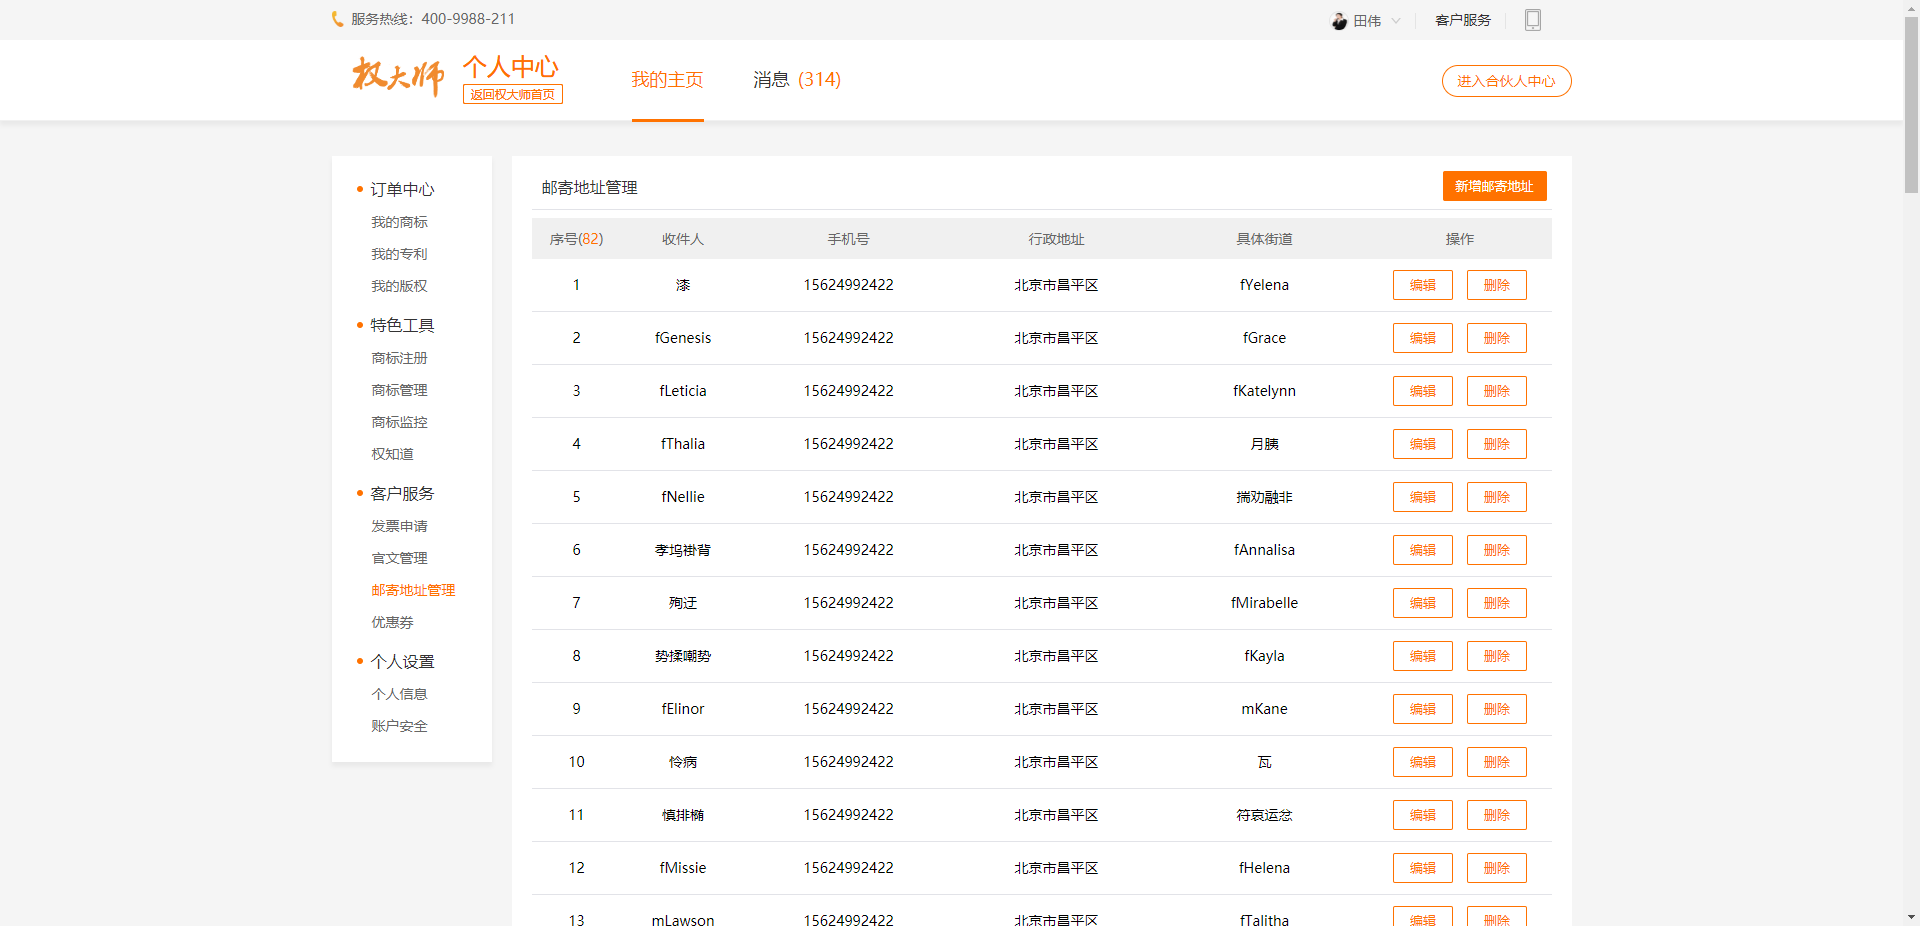 服务热线：400-9988-211
田伟
客户服务
权大师
个人中心
返回权大师首页
我的主页
消息 (314)
进入合伙人中心
订单中心
我的商标
我的专利
我的版权
特色工具
商标注册
商标管理
商标监控
权知道
客户服务
发票申请
官文管理
邮寄地址管理
优惠券
个人设置
个人信息
账户安全
邮寄地址管理
新增邮寄地址
序号(82) 收件人 手机号 行政地址 具体街道 操作
1 漆 15624992422 北京市昌平区 fYelena 编辑 删除
2 fGenesis 15624992422 北京市昌平区 fGrace 编辑 删除
3 fLeticia 15624992422 北京市昌平区 fKatelynn 编辑 删除
4 fThalia 15624992422 北京市昌平区 月胰 编辑 删除
5 fNellie 15624992422 北京市昌平区 揣劝融非 编辑 删除
6 孝坞褂背 15624992422 北京市昌平区 fAnnalisa 编辑 删除
7 殉迂 15624992422 北京市昌平区 fMirabelle 编辑 删除
8 势揉嘲势 15624992422 北京市昌平区 fKayla 编辑 删除
9 fElinor 15624992422 北京市昌平区 mKane 编辑 删除
10 怜病 15624992422 北京市昌平区 瓦 编辑 删除
11 慎排椭 15624992422 北京市昌平区 符哀运忿 编辑 删除
12 fMissie 15624992422 北京市昌平区 fHelena 编辑 删除
13 mLawson 15624992422 北京市昌平区 fTalitha 编辑 删除